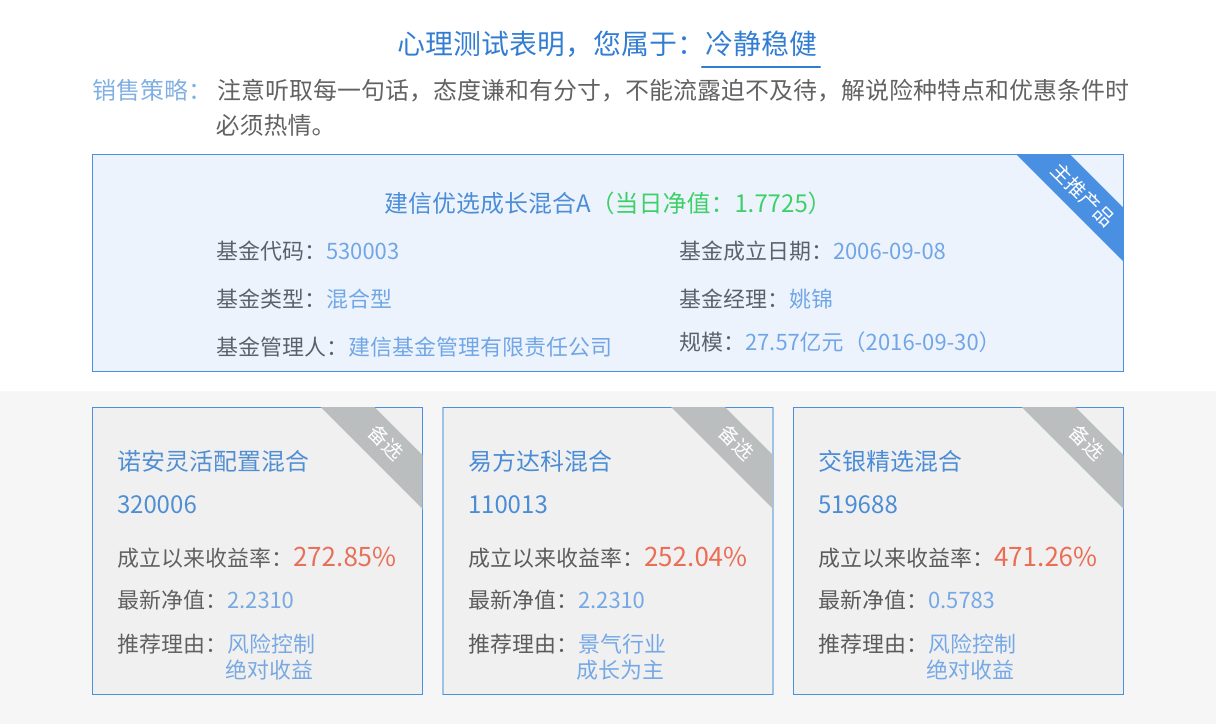 心理测试表明，您属于：冷静稳健
销售策略：注意听取每一句话，态度谦和有分寸，不能流露迫不及待，解说险种特点和优惠条件时
必须热情。
主推产品
建信优选成长混合A（当日净值：1.7725）
基金代码：530003
基金成立日期：2006-09-08
基金类型：混合型
基金经理：姚锦
基金管理人：建信基金管理有限责任公司
规模：27.57亿元（2016-09-30）
备选
诺安灵活配置混合
320006
成立以来收益率：272.85%
最新净值：2.2310
推荐理由：风险控制
绝对收益
备选
易方达科混合
110013
成立以来收益率：252.04%
最新净值：2.2310
推荐理由：景气行业
成长为主
备选
交银精选混合
519688
成立以来收益率：471.26%
最新净值：0.5783
推荐理由：风险控制
绝对收益